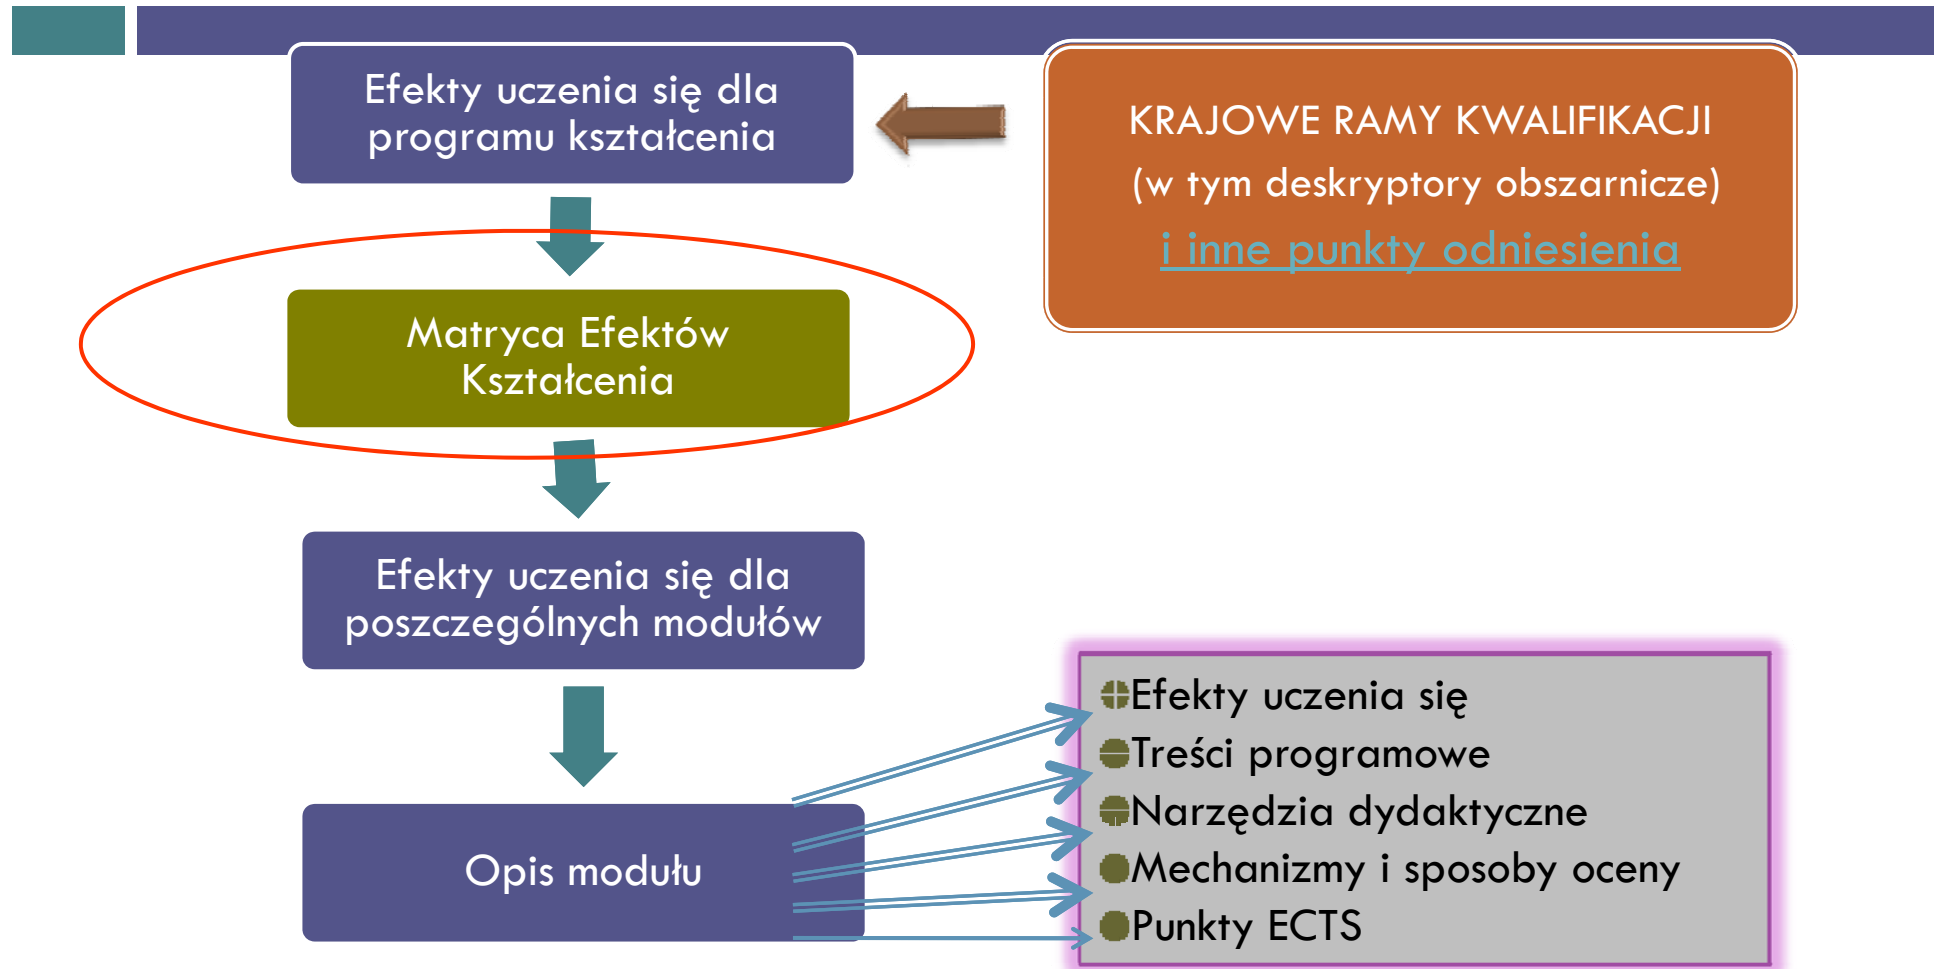 Efekty uczenia się dla
programu kształcenia
KRAJOWE RAMY KWALIFIKACJI
(w tym deskryptory obszarnicze)
i inne punkty odniesienia
Matryca Efektów
Kształcenia
Efekty uczenia się dla
poszczególnych modułów
Opis modułu
Efekty uczenia się
Treści programowe
Narzędzia dydaktyczne
Mechanizmy i sposoby oceny
Punkty ECTS